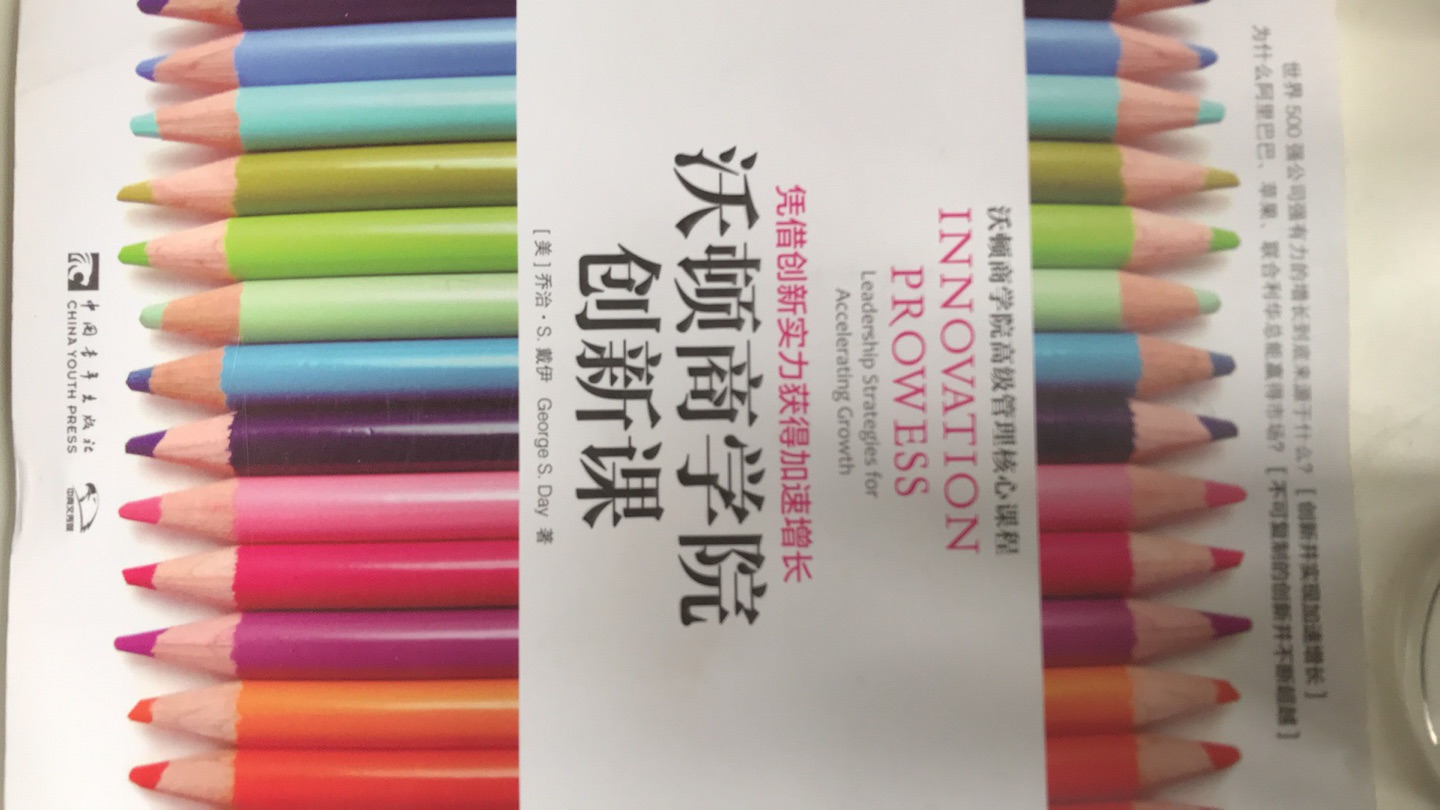 世界 500 强公司强有力的增长到底来源于什么？[ 创新并实现加速增长 ]
为什么阿里巴巴、苹果、联合利华总能赢得市场？[ 不可复制的创新并不断超越 ]
沃顿商学院高级管理核心课程
INNOVATION
PROWESS
Leadership Strategies for
Accelerating Growth
凭借创新实力获得加速增长
沃顿商学院
创新课
[ 美 ] 乔治·S. 戴伊 George S. Day 著
中国青年出版社
CHINA YOUTH PRESS
中青文传媒